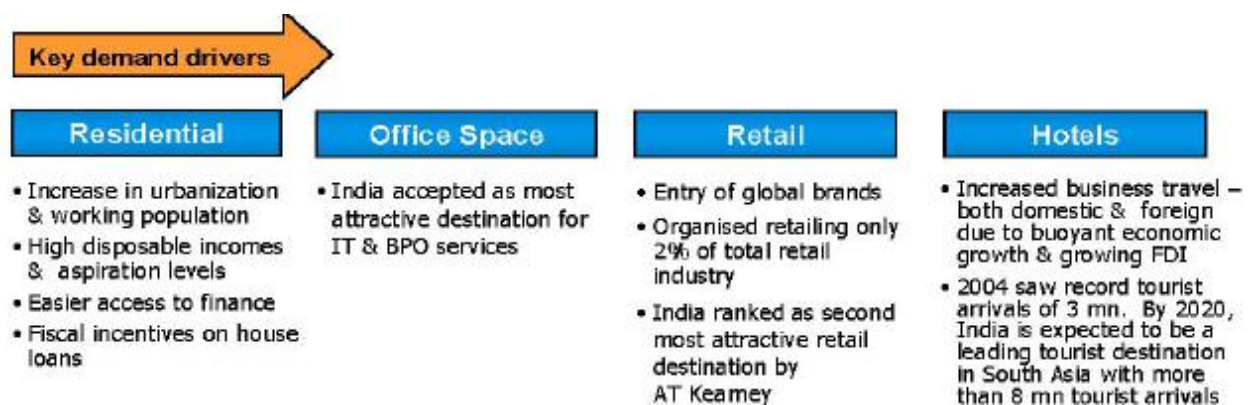 Key demand drivers
Residential
• Increase in urbanization
& working population
• High disposable incomes
& aspiration levels
• Easier access to finance
• Fiscal incentives on house
loans
Office Space
• India accepted as most
attractive destination for
IT & BPO services
Retail
• Entry of global brands
• Organised retailing only
2% of total retail
industry
• India ranked as second
most attractive retail
destination by
AT Kearney
Hotels
• Increased business travel –
both domestic & foreign
due to buoyant economic
growth & growing FDI
• 2004 saw record tourist
arrivals of 3 mn. By 2020,
India is expected to be a
leading tourist destination
in South Asia with more
than 8 mn tourist arrivals